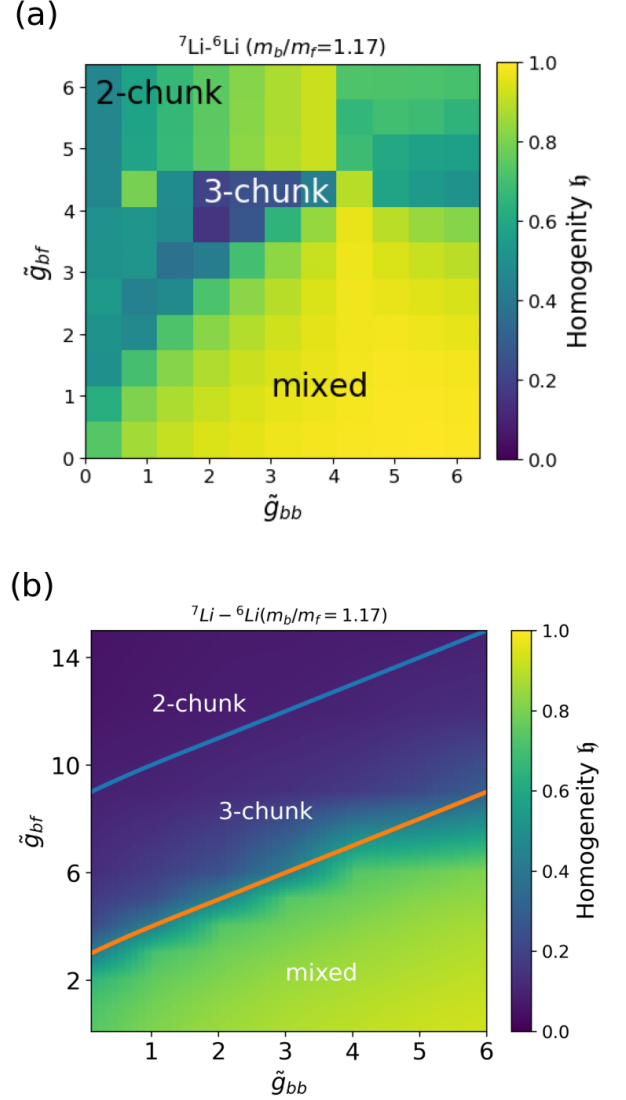 (a)
⁷Li-⁶Li (m_b/m_f=1.17)
6
5
4
3
2
1
0
g̃_bf
2-chunk
3-chunk
mixed
0 1 2 3 4 5 6
g̃_bb
1.0
0.8
0.6
0.4
0.2
0.0
Homogenity 𝔥
(b)
⁷Li − ⁶Li(m_b/m_f = 1.17)
14
10
6
2
g̃_bf
2-chunk
3-chunk
mixed
1 2 3 4 5 6
g̃_bb
1.0
0.8
0.6
0.4
0.2
0.0
Homogeneity 𝔥